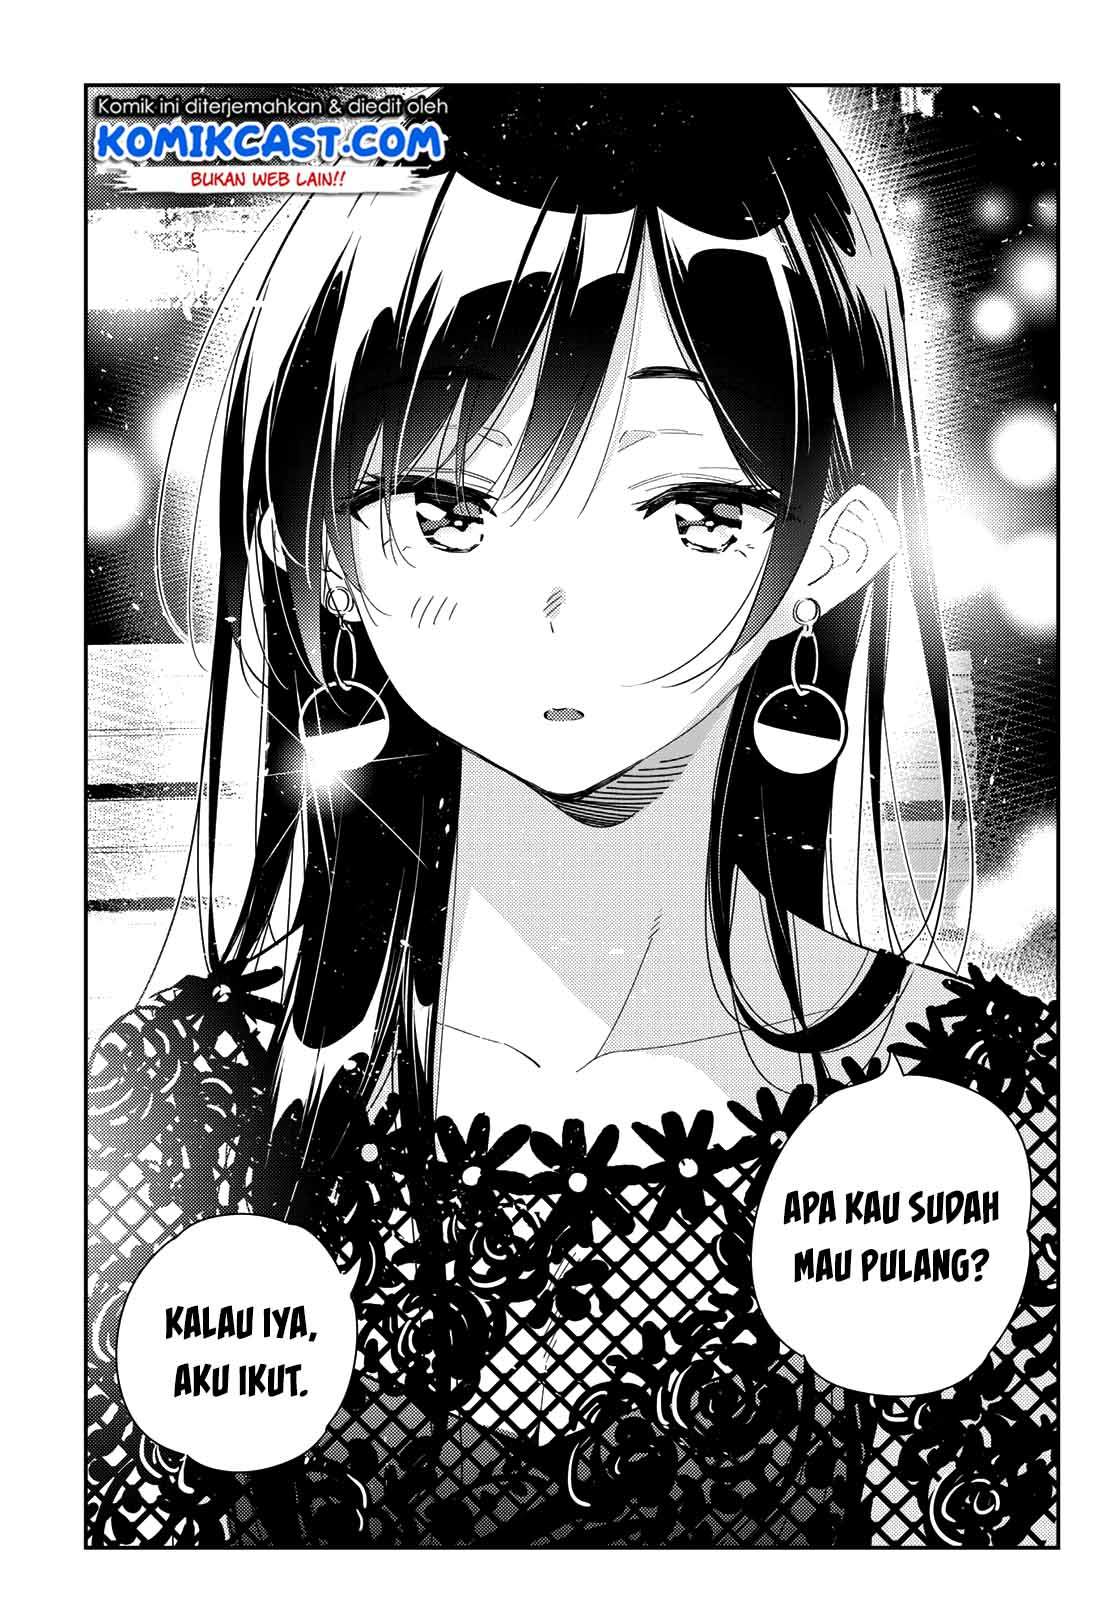 Komik ini diterjemahkan & diedit oleh
KOMIKCAST.COM
BUKAN WEB LAIN!!
APA KAU SUDAH
MAU PULANG?
KALAU IYA,
AKU IKUT.